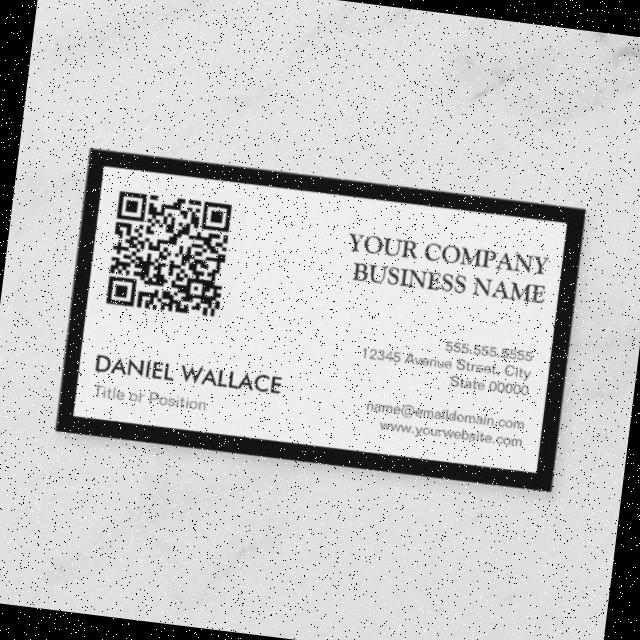 YOUR COMPANY
BUSINESS NAME
555.555.5555
12345 Avenue Street, City
State 00000
name@emaildomain.com
www.yourwebsite.com
DANIEL WALLACE
Title or Position